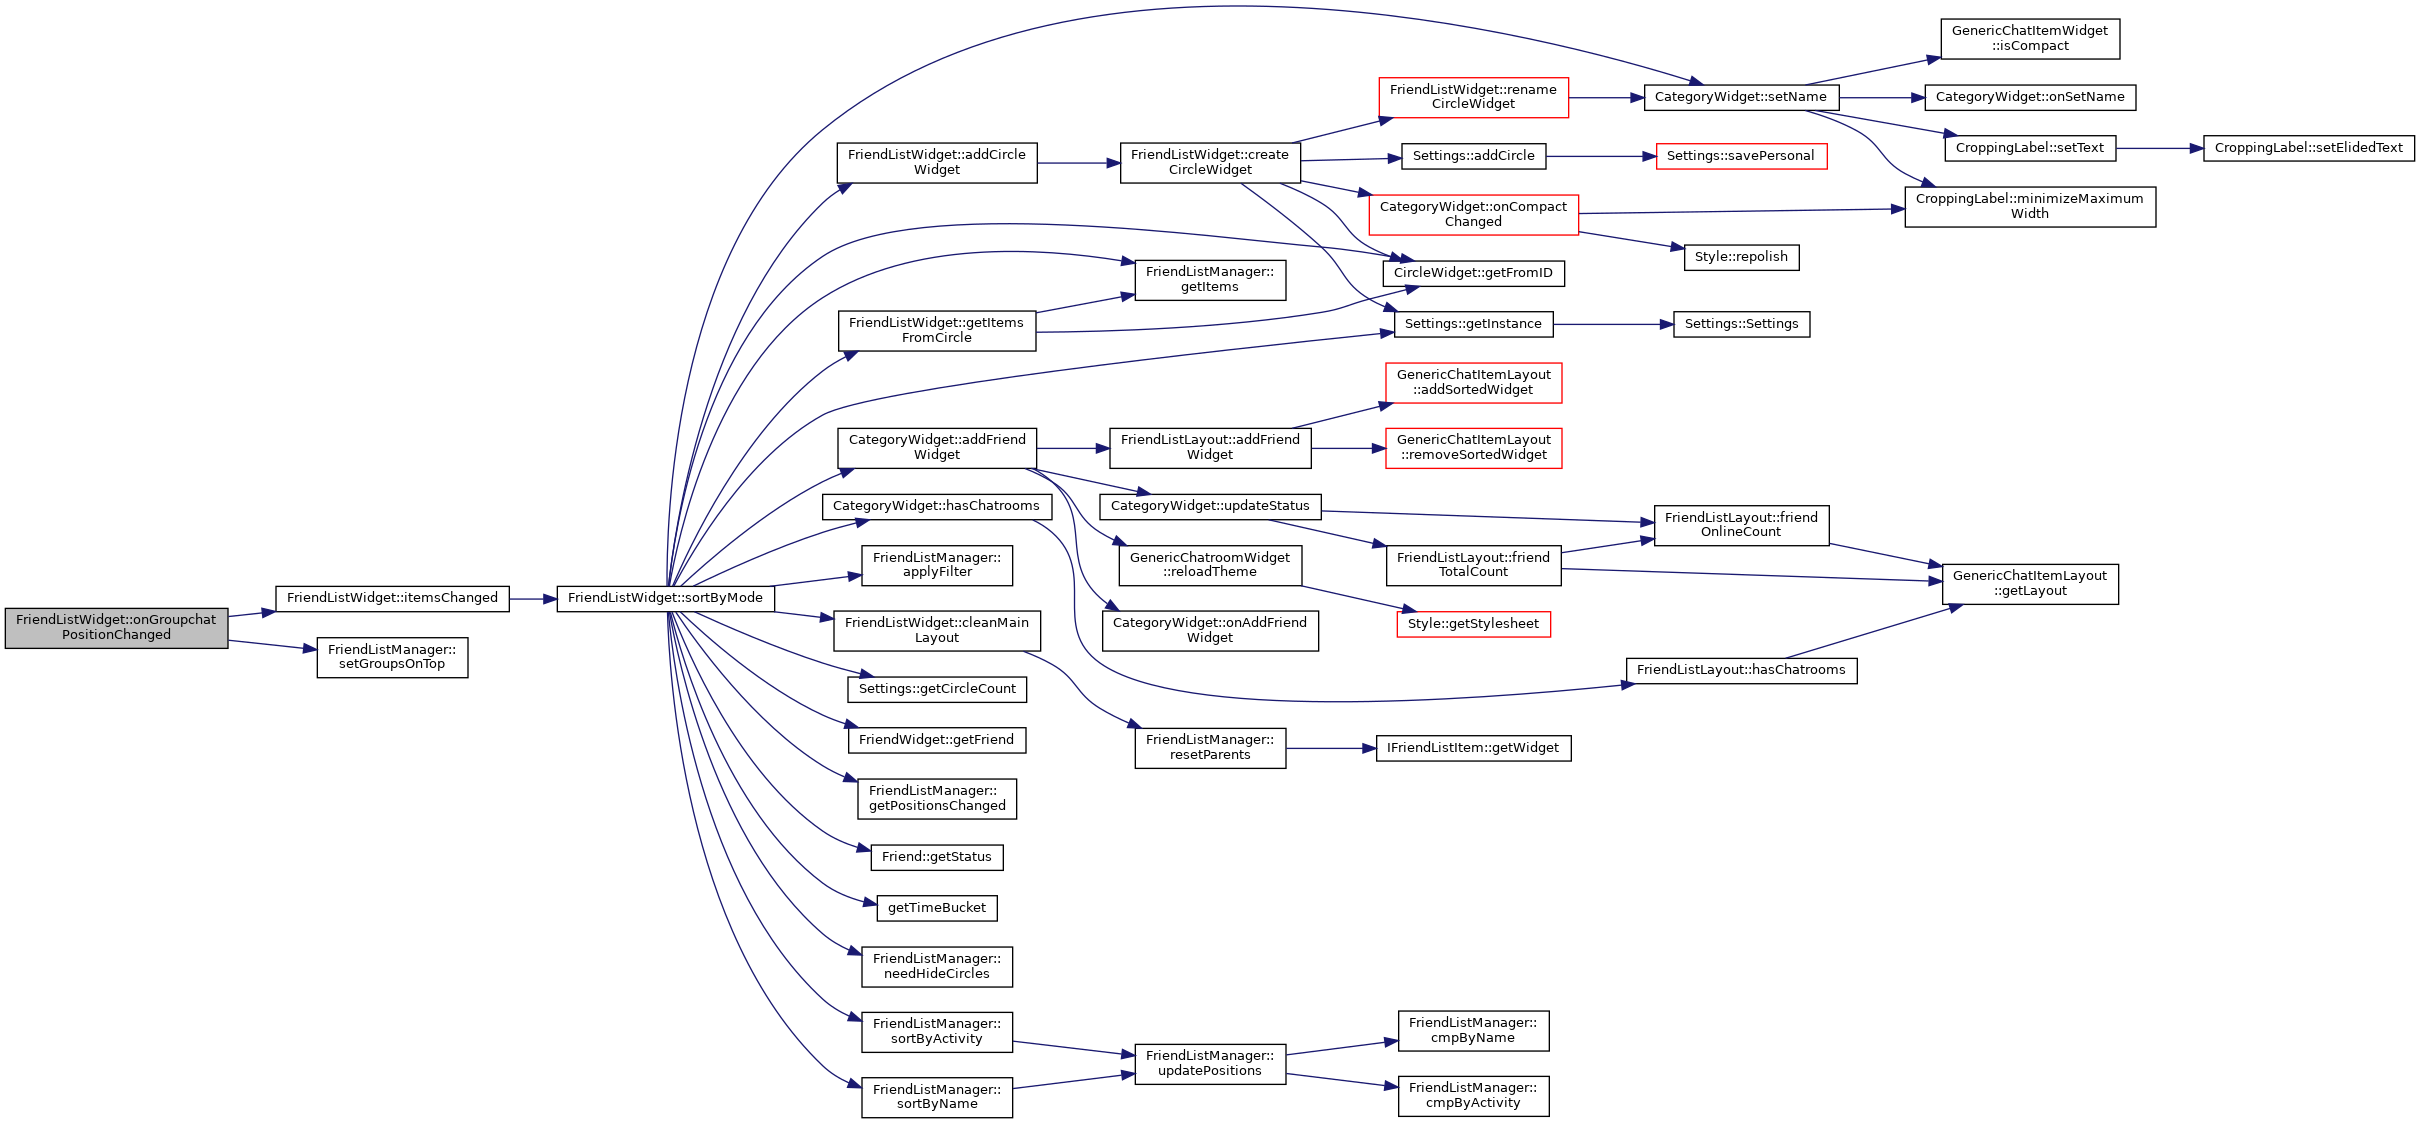 FriendListWidget::onGroupchat
PositionChanged
FriendListWidget::itemsChanged
FriendListManager::
setGroupsOnTop
FriendListWidget::sortByMode
FriendListWidget::addCircle
Widget
FriendListWidget::getItems
FromCircle
CategoryWidget::addFriend
Widget
CategoryWidget::hasChatrooms
FriendListManager::
applyFilter
FriendListWidget::cleanMain
Layout
Settings::getCircleCount
FriendWidget::getFriend
FriendListManager::
getPositionsChanged
Friend::getStatus
getTimeBucket
FriendListManager::
needHideCircles
FriendListManager::
sortByActivity
FriendListManager::
sortByName
FriendListWidget::create
CircleWidget
FriendListManager::
getItems
FriendListLayout::addFriend
Widget
CategoryWidget::updateStatus
GenericChatroomWidget
::reloadTheme
CategoryWidget::onAddFriend
Widget
FriendListManager::
resetParents
FriendListManager::
updatePositions
FriendListWidget::rename
CircleWidget
Settings::addCircle
CategoryWidget::onCompact
Changed
CircleWidget::getFromID
Settings::getInstance
GenericChatItemLayout
::addSortedWidget
GenericChatItemLayout
::removeSortedWidget
FriendListLayout::friend
TotalCount
Style::getStylesheet
IFriendListItem::getWidget
FriendListManager::
cmpByName
FriendListManager::
cmpByActivity
CategoryWidget::setName
Settings::savePersonal
Style::repolish
Settings::Settings
FriendListLayout::friend
OnlineCount
FriendListLayout::hasChatrooms
GenericChatItemWidget
::isCompact
CategoryWidget::onSetName
CroppingLabel::setText
CroppingLabel::minimizeMaximum
Width
GenericChatItemLayout
::getLayout
CroppingLabel::setElidedText